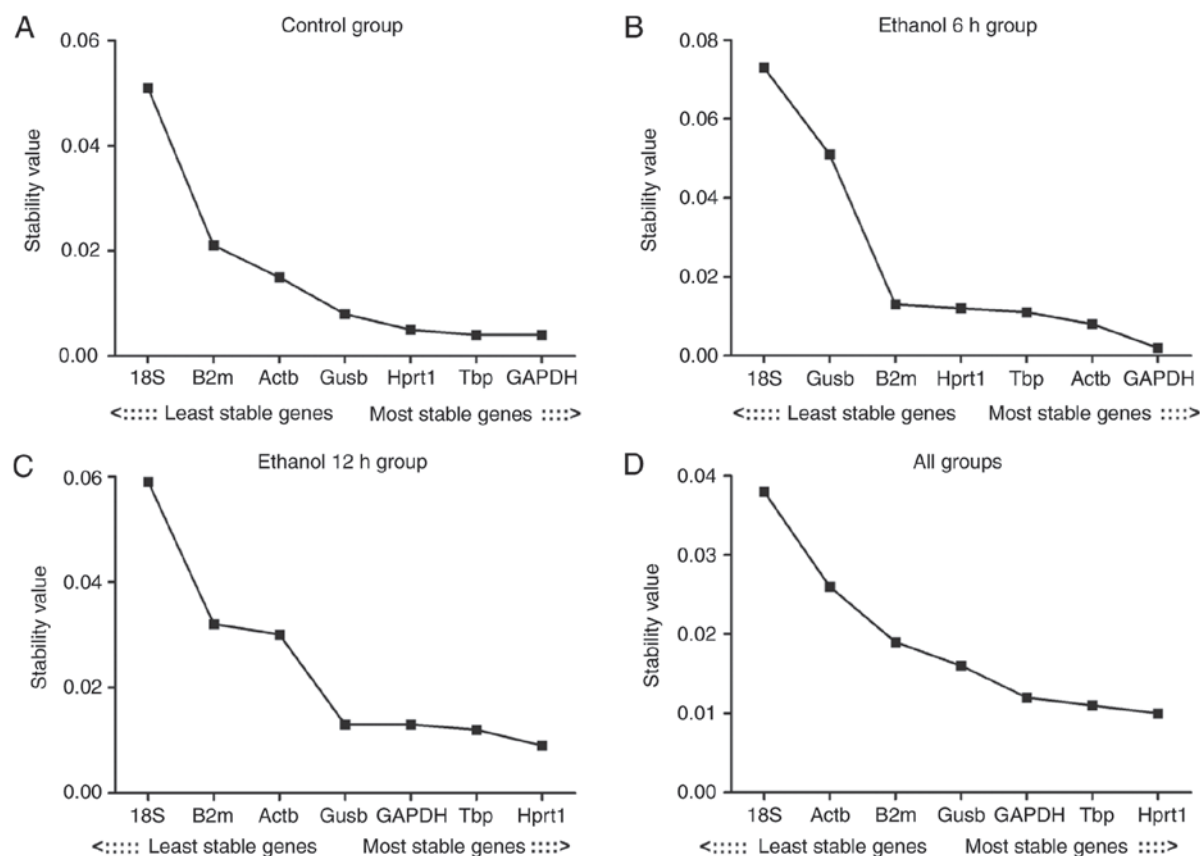 A
Control group
Stability value
0.06
0.04
0.02
0.00
18S B2m Actb Gusb Hprt1 Tbp GAPDH
<::::: Least stable genes Most stable genes ::::>
B
Ethanol 6 h group
Stability value
0.08
0.06
0.04
0.02
0.00
18S Gusb B2m Hprt1 Tbp Actb GAPDH
<::::: Least stable genes Most stable genes ::::>
C
Ethanol 12 h group
Stability value
0.06
0.04
0.02
0.00
18S B2m Actb Gusb GAPDH Tbp Hprt1
<::::: Least stable genes Most stable genes ::::>
D
All groups
Stability value
0.04
0.03
0.02
0.01
0.00
18S Actb B2m Gusb GAPDH Tbp Hprt1
<::::: Least stable genes Most stable genes ::::>